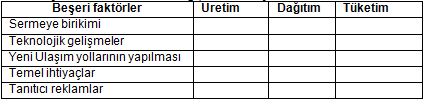 Beşeri faktörler Üretim Dağıtım Tüketim
Sermeye birikimi
Teknolojik gelişmeler
Yeni Ulaşım yollarının yapılması
Temel ihtiyaçlar
Tanıtıcı reklamlar